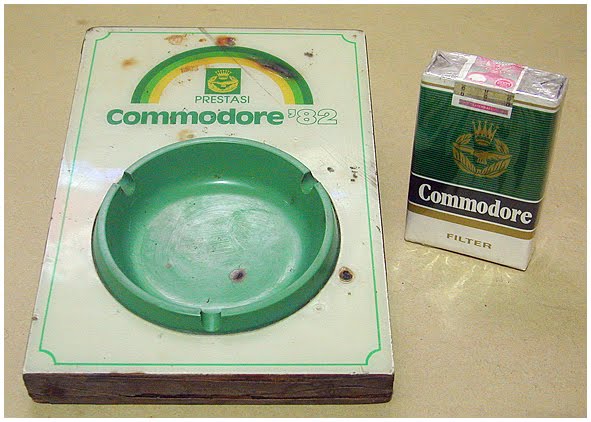 PRESTASI
Commodore '82
Commodore
FILTER